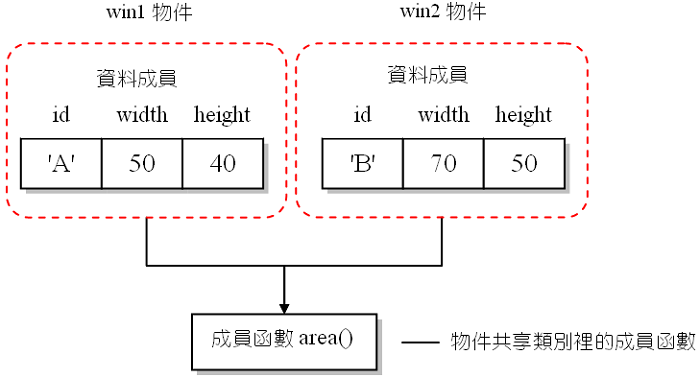 win1 物件 win2 物件
資料成員 資料成員
id width height id width height
'A' 50 40 'B' 70 50
成員函數 area()
物件共享類別裡的成員函數